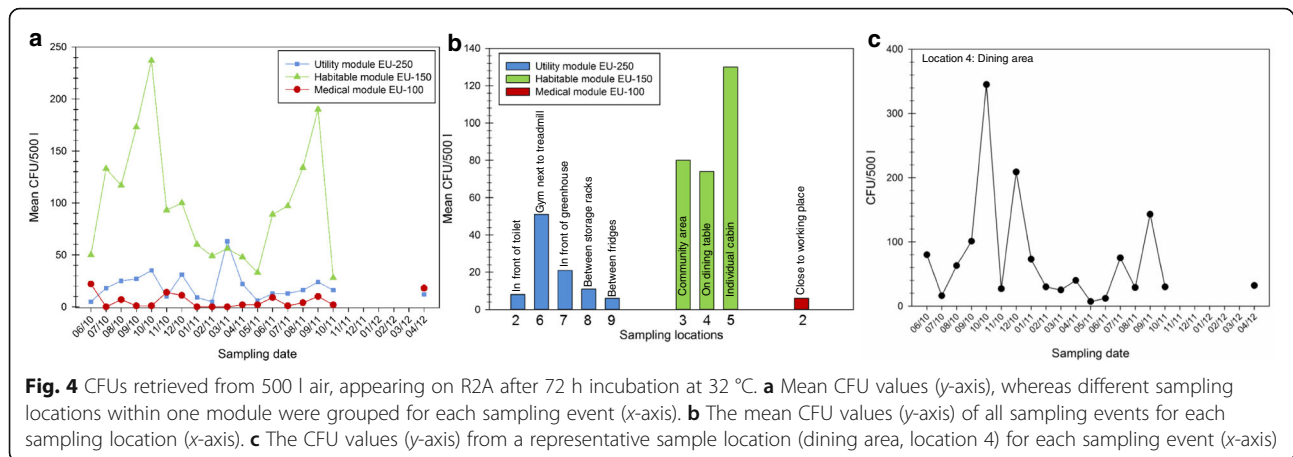 a
250
200
150
100
50
0
Mean CFU/500 l
Utility module EU-250
Habitable module EU-150
Medical module EU-100
06/10
07/10
08/10
09/10
10/10
11/10
12/10
01/11
02/11
03/11
04/11
05/11
06/11
07/11
08/11
09/11
10/11
11/11
12/11
01/12
02/12
03/12
04/12
Sampling date
b
140
120
100
80
60
40
20
0
Mean CFU/500 l
Utility module EU-250
Habitable module EU-150
Medical module EU-100
In front of toilet
Gym next to treadmill
In front of greenhouse
Between storage racks
Between fridges
Community area
On dining table
Individual cabin
Close to working place
2 6 7 8 9 3 4 5 2
Sampling locations
c
400
300
200
100
0
CFU/500 l
Location 4: Dining area
06/10
07/10
08/10
09/10
10/10
11/10
12/10
01/11
02/11
03/11
04/11
05/11
06/11
07/11
08/11
09/11
10/11
11/11
12/11
01/12
02/12
03/12
04/12
Sampling date
Fig. 4 CFUs retrieved from 500 l air, appearing on R2A after 72 h incubation at 32 °C. a Mean CFU values (y-axis), whereas different sampling
locations within one module were grouped for each sampling event (x-axis). b The mean CFU values (y-axis) of all sampling events for each
sampling location (x-axis). c The CFU values (y-axis) from a representative sample location (dining area, location 4) for each sampling event (x-axis)